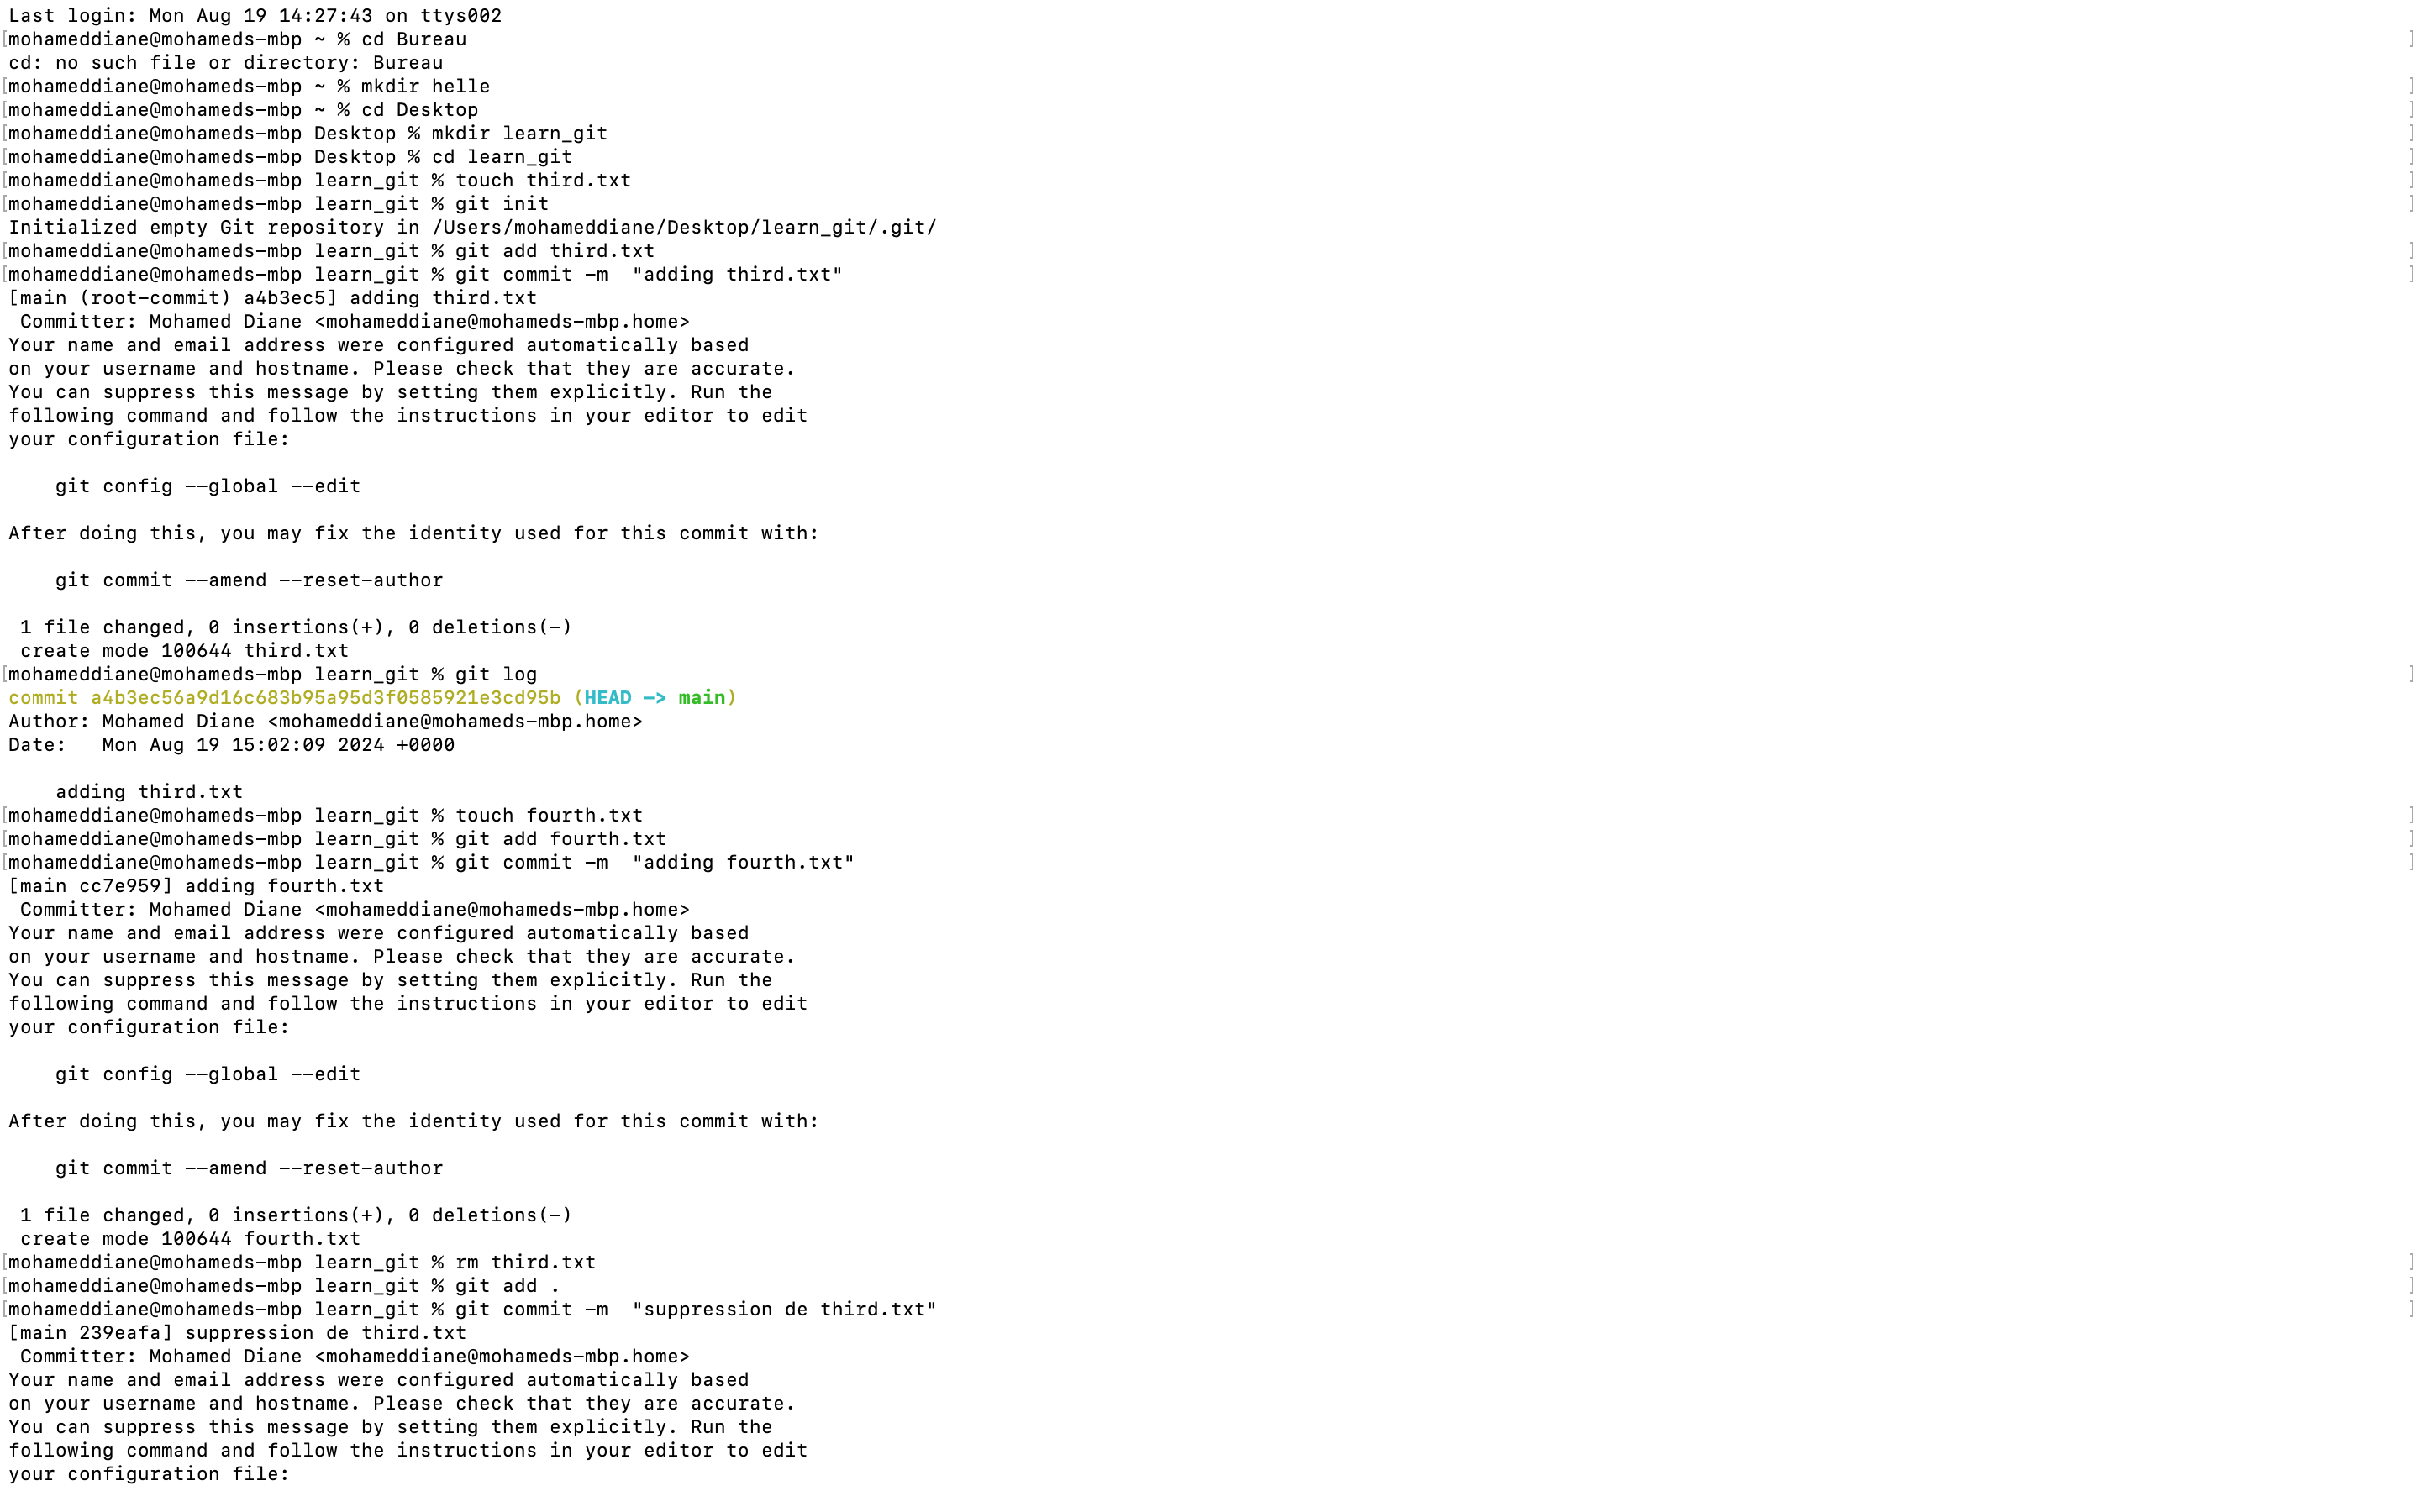 Last login: Mon Aug 19 14:27:43 on ttys002
[mohameddiane@mohameds-mbp ~ % cd Bureau ]
cd: no such file or directory: Bureau
[mohameddiane@mohameds-mbp ~ % mkdir helle ]
[mohameddiane@mohameds-mbp ~ % cd Desktop ]
[mohameddiane@mohameds-mbp Desktop % mkdir learn_git ]
[mohameddiane@mohameds-mbp Desktop % cd learn_git ]
[mohameddiane@mohameds-mbp learn_git % touch third.txt ]
[mohameddiane@mohameds-mbp learn_git % git init ]
Initialized empty Git repository in /Users/mohameddiane/Desktop/learn_git/.git/
[mohameddiane@mohameds-mbp learn_git % git add third.txt ]
[mohameddiane@mohameds-mbp learn_git % git commit -m  "adding third.txt" ]
[main (root-commit) a4b3ec5] adding third.txt
 Committer: Mohamed Diane <mohameddiane@mohameds-mbp.home>
Your name and email address were configured automatically based
on your username and hostname. Please check that they are accurate.
You can suppress this message by setting them explicitly. Run the
following command and follow the instructions in your editor to edit
your configuration file:
    git config --global --edit
After doing this, you may fix the identity used for this commit with:
    git commit --amend --reset-author
 1 file changed, 0 insertions(+), 0 deletions(-)
 create mode 100644 third.txt
[mohameddiane@mohameds-mbp learn_git % git log ]
commit a4b3ec56a9d16c683b95a95d3f0585921e3cd95b (HEAD -> main)
Author: Mohamed Diane <mohameddiane@mohameds-mbp.home>
Date:   Mon Aug 19 15:02:09 2024 +0000
    adding third.txt
[mohameddiane@mohameds-mbp learn_git % touch fourth.txt ]
[mohameddiane@mohameds-mbp learn_git % git add fourth.txt ]
[mohameddiane@mohameds-mbp learn_git % git commit -m  "adding fourth.txt" ]
[main cc7e959] adding fourth.txt
 Committer: Mohamed Diane <mohameddiane@mohameds-mbp.home>
Your name and email address were configured automatically based
on your username and hostname. Please check that they are accurate.
You can suppress this message by setting them explicitly. Run the
following command and follow the instructions in your editor to edit
your configuration file:
    git config --global --edit
After doing this, you may fix the identity used for this commit with:
    git commit --amend --reset-author
 1 file changed, 0 insertions(+), 0 deletions(-)
 create mode 100644 fourth.txt
[mohameddiane@mohameds-mbp learn_git % rm third.txt ]
[mohameddiane@mohameds-mbp learn_git % git add . ]
[mohameddiane@mohameds-mbp learn_git % git commit -m  "suppression de third.txt" ]
[main 239eafa] suppression de third.txt
 Committer: Mohamed Diane <mohameddiane@mohameds-mbp.home>
Your name and email address were configured automatically based
on your username and hostname. Please check that they are accurate.
You can suppress this message by setting them explicitly. Run the
following command and follow the instructions in your editor to edit
your configuration file: